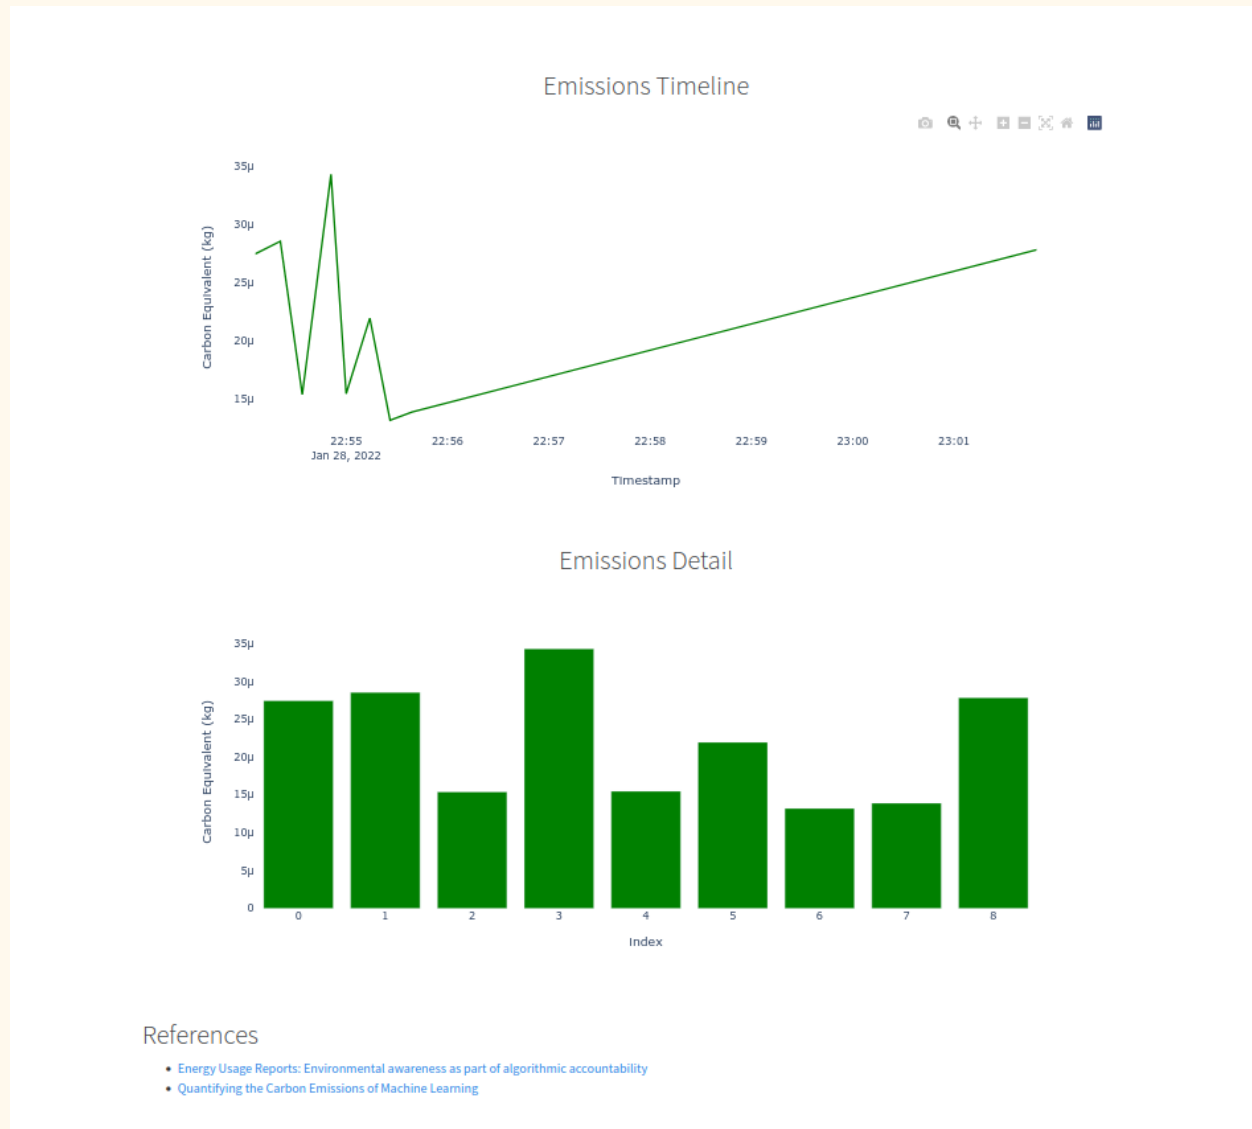 Emissions Timeline
35μ
30μ
25μ
20μ
15μ
Carbon Equivalent (kg)
22:55 22:56 22:57 22:58 22:59 23:00 23:01
Jan 28, 2022
Timestamp
Emissions Detail
35μ
30μ
25μ
20μ
15μ
10μ
5μ
0
Carbon Equivalent (kg)
0 1 2 3 4 5 6 7 8
Index
References
• Energy Usage Reports: Environmental awareness as part of algorithmic accountability
• Quantifying the Carbon Emissions of Machine Learning